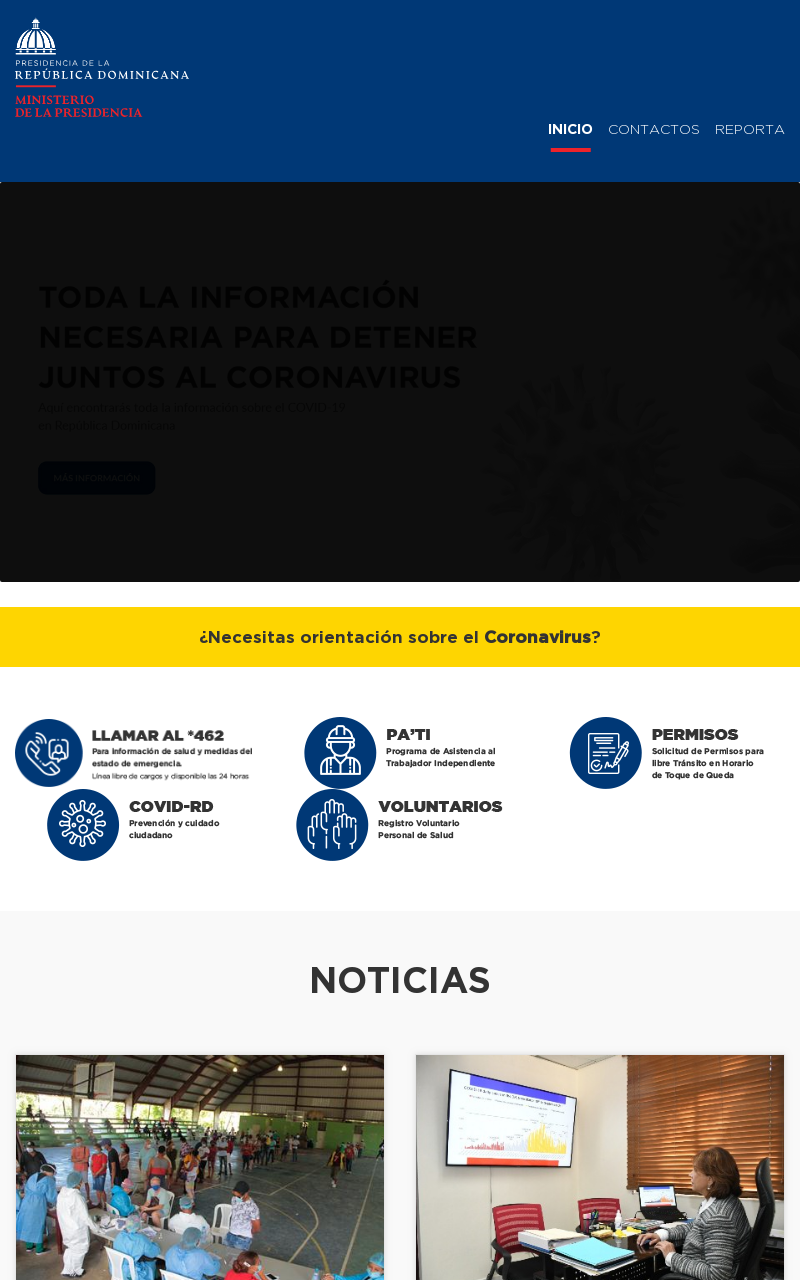 PRESIDENCIA DE LA
REPÚBLICA DOMINICANA
MINISTERIO
DE LA PRESIDENCIA
INICIO CONTACTOS REPORTA
TODA LA INFORMACIÓN
NECESARIA PARA DETENER
JUNTOS AL CORONAVIRUS
Aquí encontrarás toda la información sobre el COVID-19
en República Dominicana
MÁS INFORMACIÓN
¿Necesitas orientación sobre el Coronavirus?
LLAMAR AL *462
Para información de salud y medidas del
estado de emergencia.
Línea libre de cargos y disponible las 24 horas
PA'TI
Programa de Asistencia al
Trabajador Independiente
PERMISOS
Solicitud de Permisos para
libre Tránsito en Horario
de Toque de Queda
COVID-RD
Prevención y cuidado
ciudadano
VOLUNTARIOS
Registro Voluntario
Personal de Salud
NOTICIAS